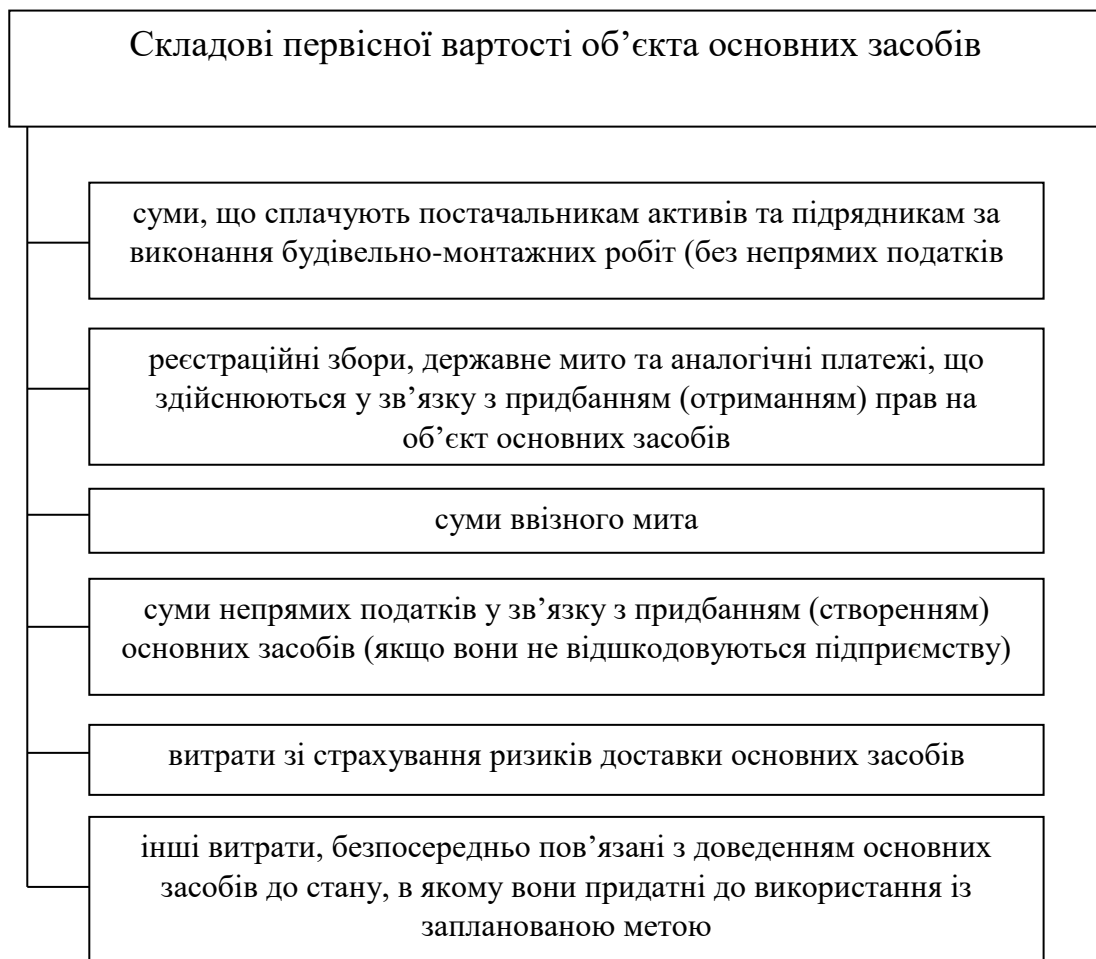 Складові первісної вартості об’єкта основних засобів
суми, що сплачують постачальникам активів та підрядникам за
виконання будівельно-монтажних робіт (без непрямих податків
реєстраційні збори, державне мито та аналогічні платежі, що
здійснюються у зв’язку з придбанням (отриманням) прав на
об’єкт основних засобів
суми ввізного мита
суми непрямих податків у зв’язку з придбанням (створенням)
основних засобів (якщо вони не відшкодовуються підприємству)
витрати зі страхування ризиків доставки основних засобів
інші витрати, безпосередньо пов’язані з доведенням основних
засобів до стану, в якому вони придатні до використання із
запланованою метою